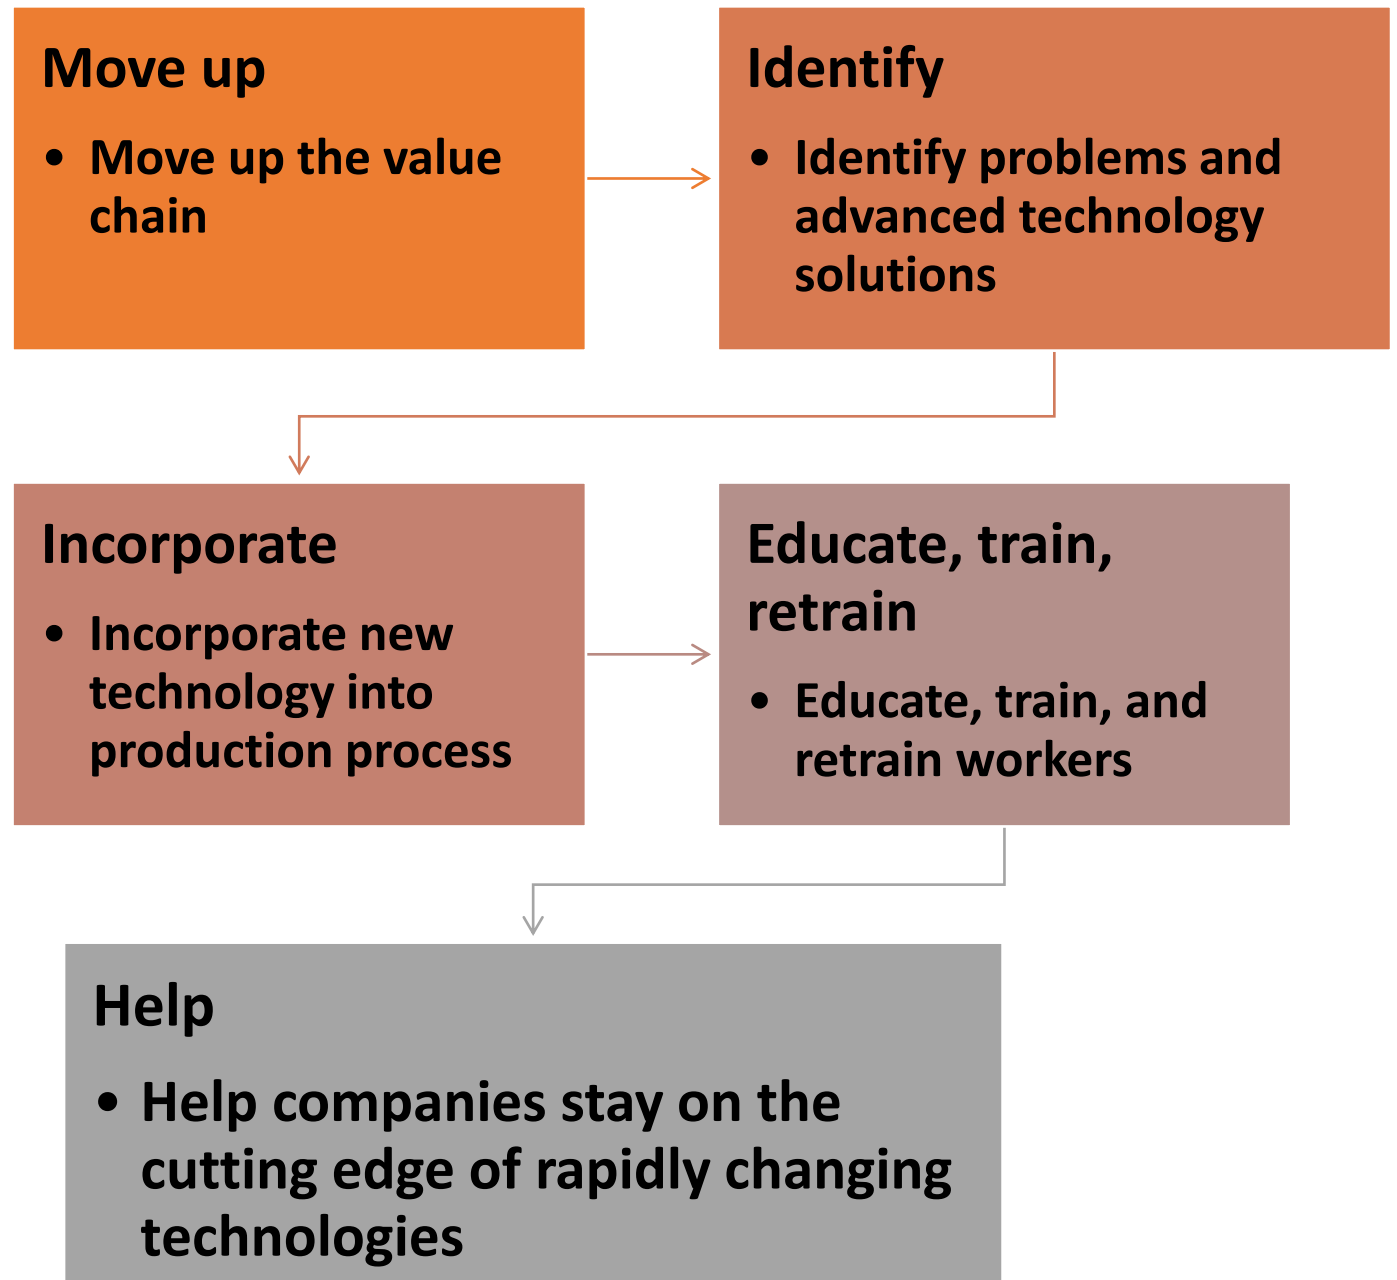 Move up
• Move up the value
chain
Identify
• Identify problems and
advanced technology
solutions
Incorporate
• Incorporate new
technology into
production process
Educate, train,
retrain
• Educate, train, and
retrain workers
Help
• Help companies stay on the
cutting edge of rapidly changing
technologies